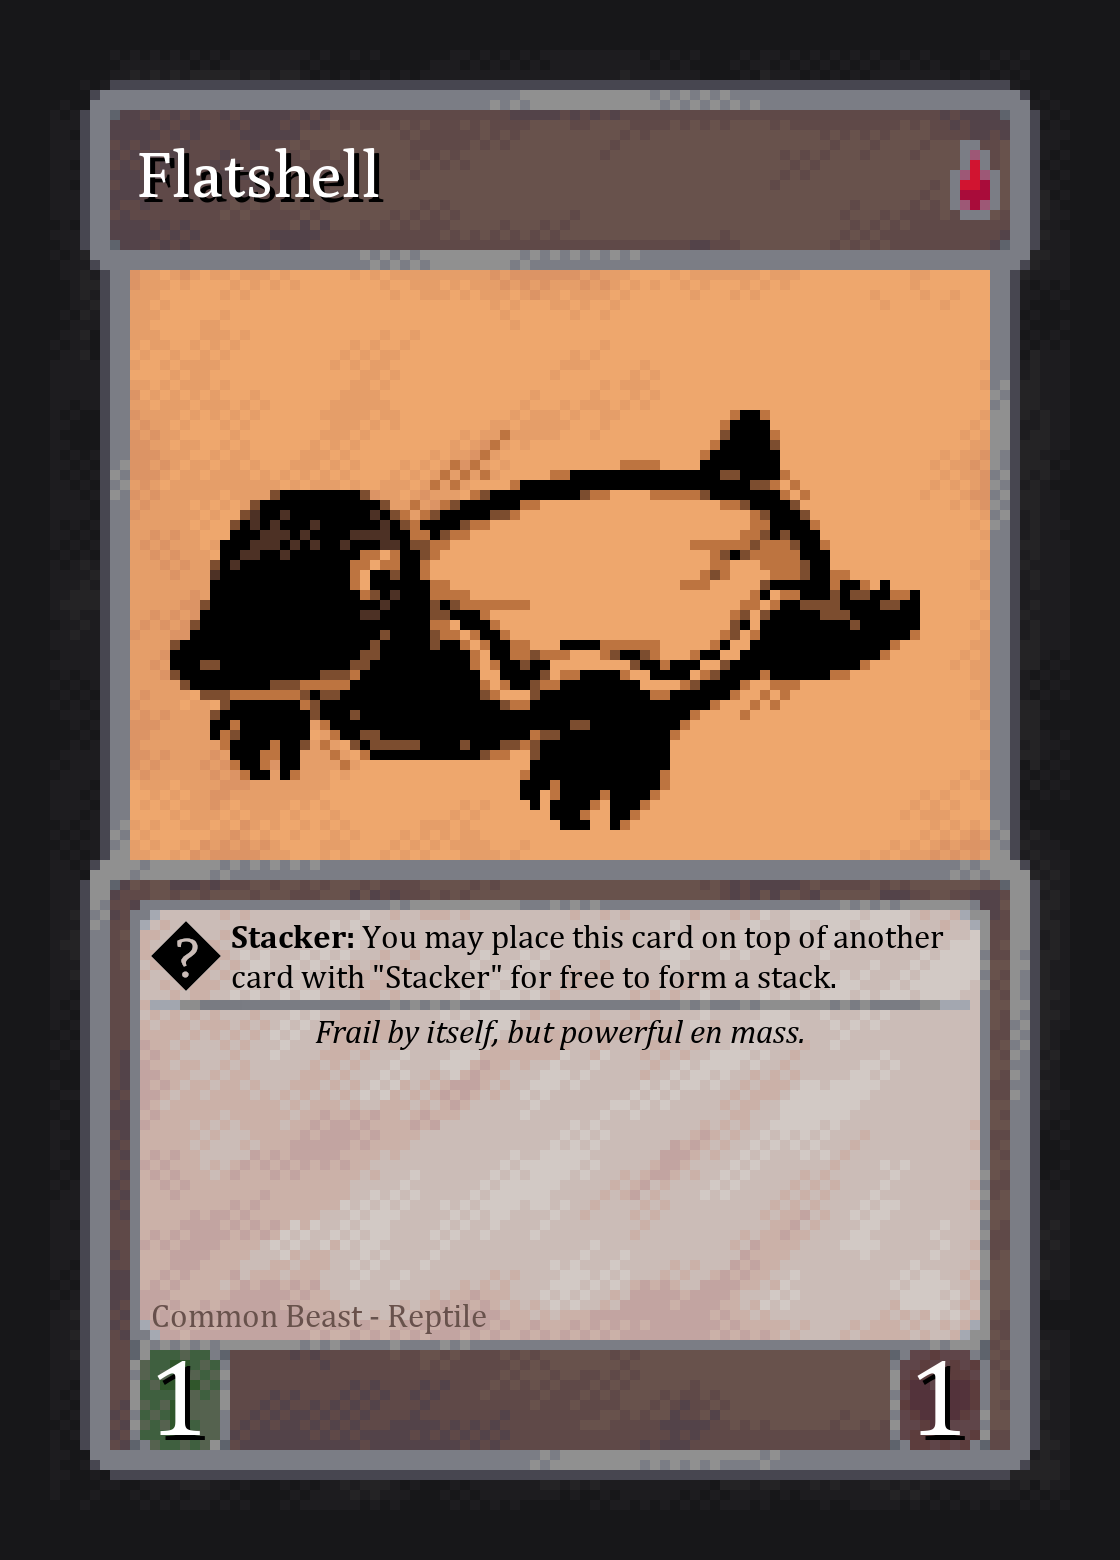 Flatshell
?
Stacker: You may place this card on top of another
card with "Stacker" for free to form a stack.
Frail by itself, but powerful en mass.
Common Beast - Reptile
1
1